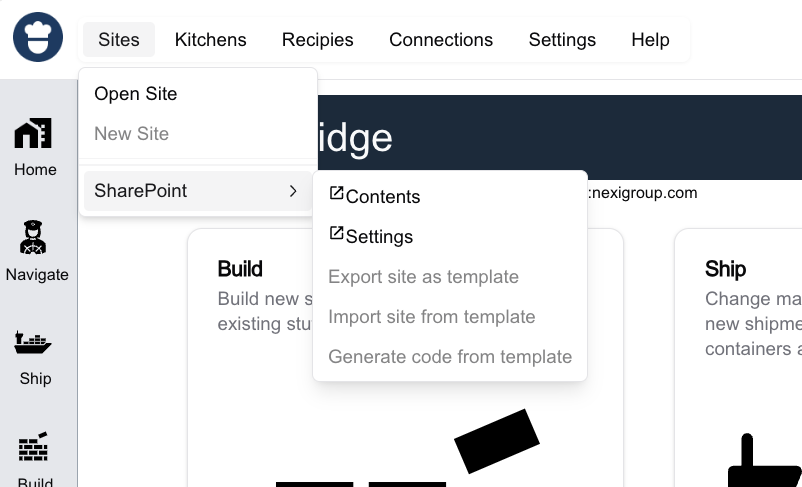 Sites Kitchens Recipies Connections Settings Help
Open Site
New Site
SharePoint
Contents
Settings
Export site as template
Import site from template
Generate code from template
idge
:nexigroup.com
Home
Navigate
Ship
Build
Build
Build new s
existing stu
Ship
Change ma
new shipme
containers a